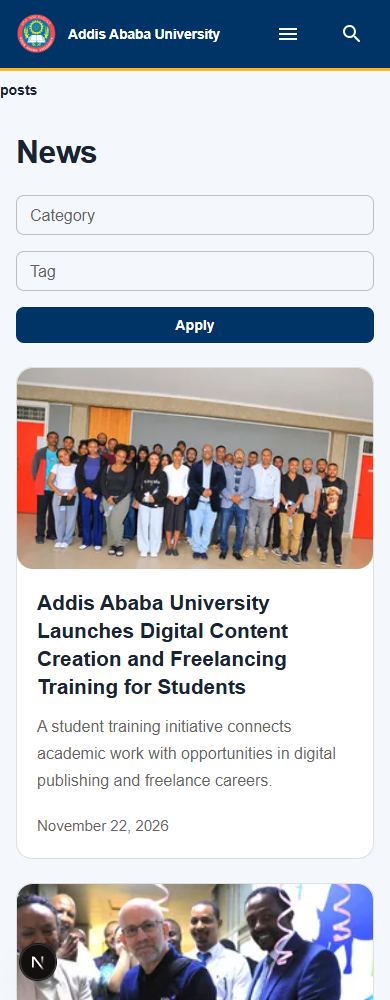 Addis Ababa University
posts
News
Category
Tag
Apply
Addis Ababa University
Launches Digital Content
Creation and Freelancing
Training for Students
A student training initiative connects
academic work with opportunities in digital
publishing and freelance careers.
November 22, 2026
N